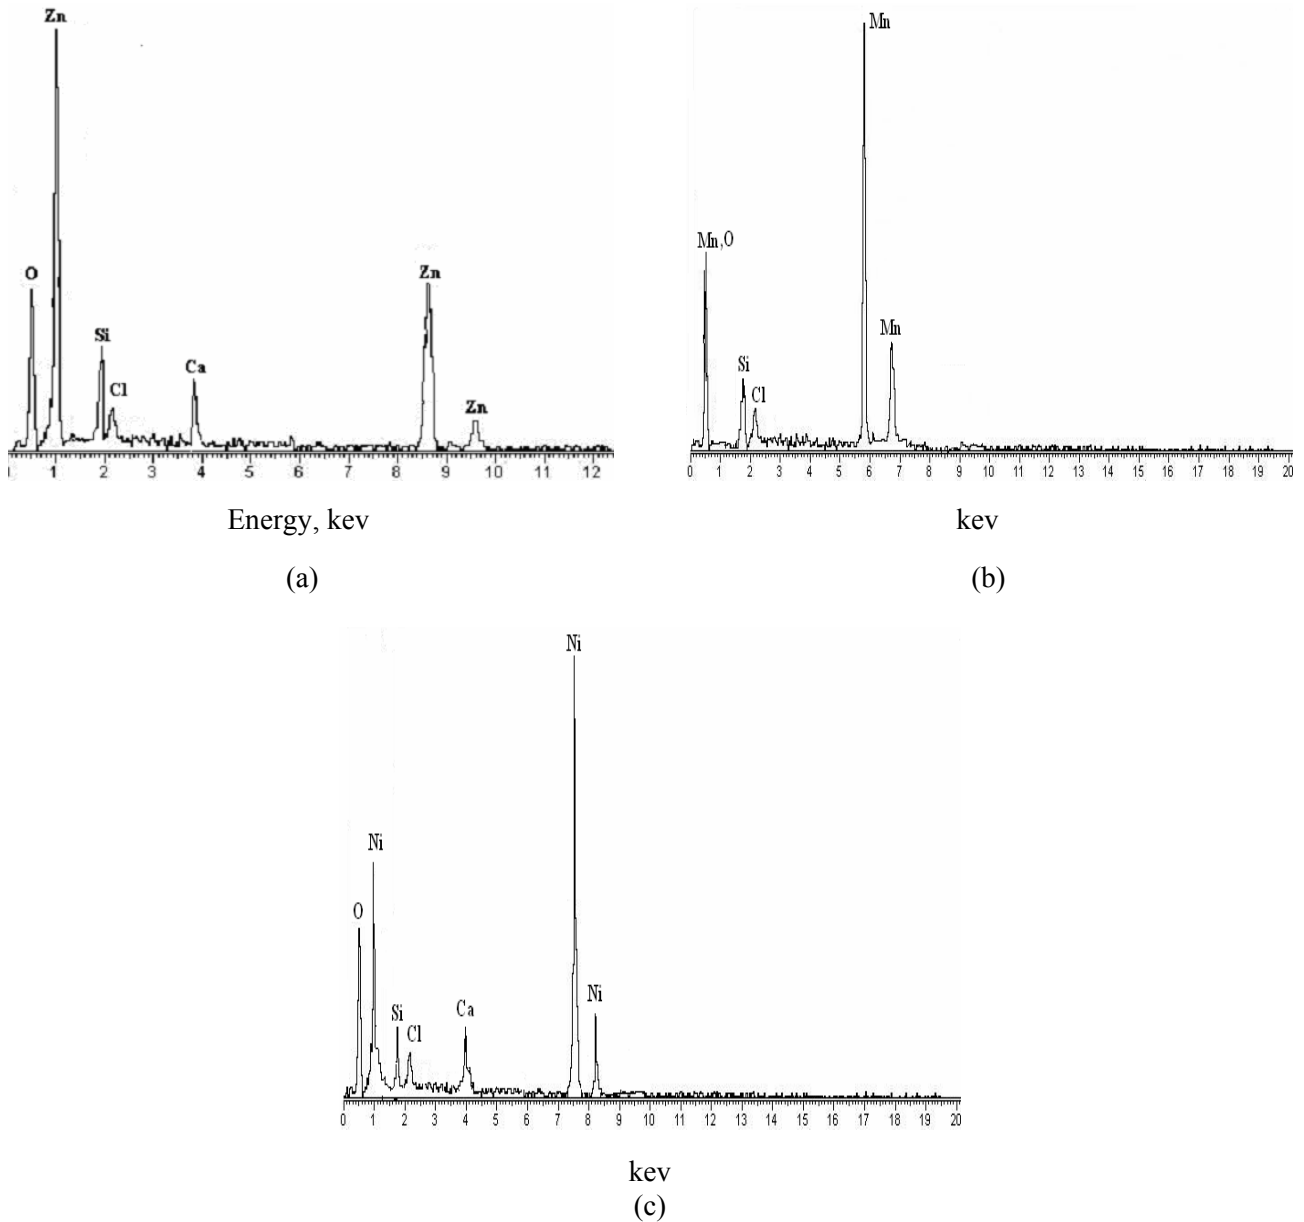 Zn
O
Si
Cl
Ca
Zn
Zn
1 2 3 4 5 6 7 8 9 10 11 12
Energy, kev
(a)
Mn
Mn,O
Si
Cl
Mn
0 1 2 3 4 5 6 7 8 9 10 11 12 13 14 15 16 17 18 19 20
kev
(b)
Ni
Ni
O
Si
Cl
Ca
Ni
0 1 2 3 4 5 6 7 8 9 10 11 12 13 14 15 16 17 18 19 20
kev
(c)